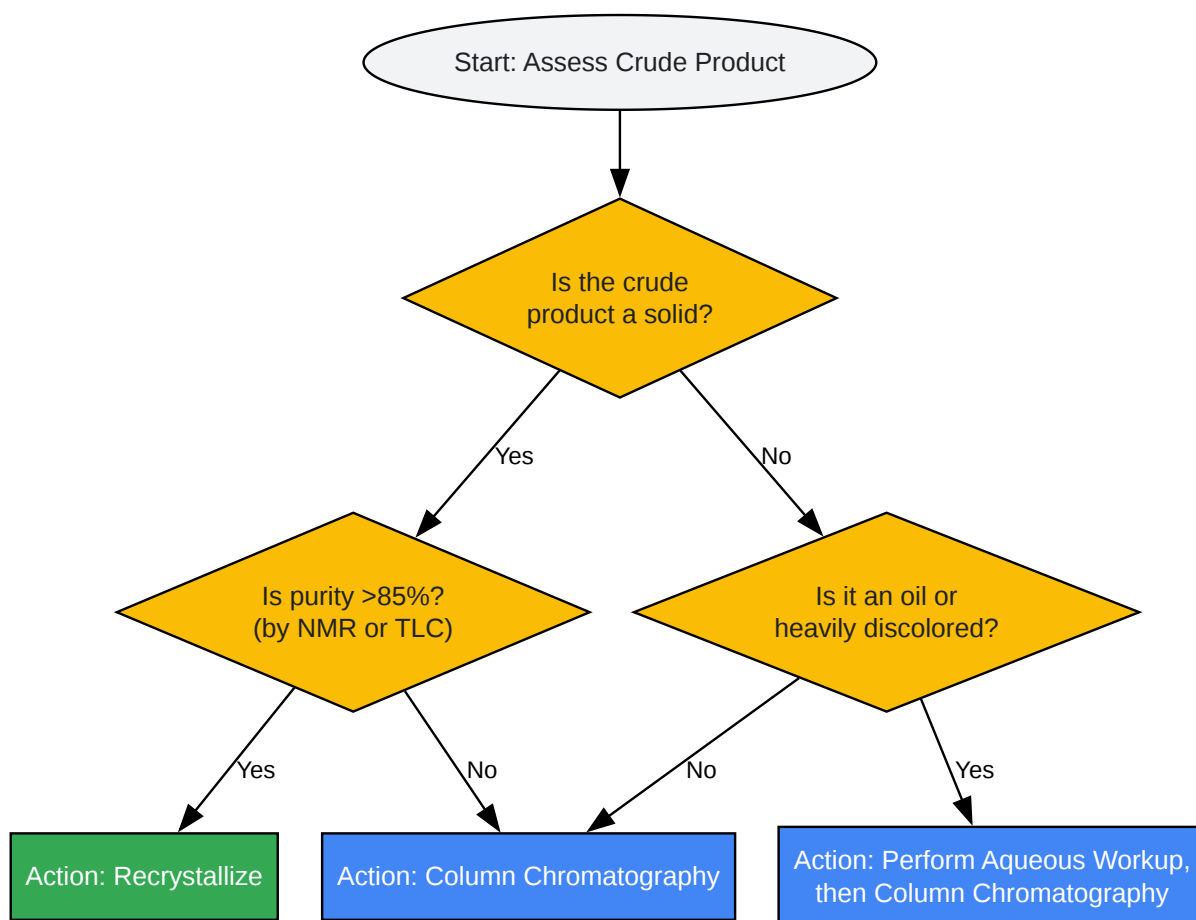 Start: Assess Crude Product
Is the crude
product a solid?
Yes
No
Is purity >85%?
(by NMR or TLC)
Is it an oil or
heavily discolored?
Yes
No
No
Yes
Action: Recrystallize
Action: Column Chromatography
Action: Perform Aqueous Workup,
then Column Chromatography